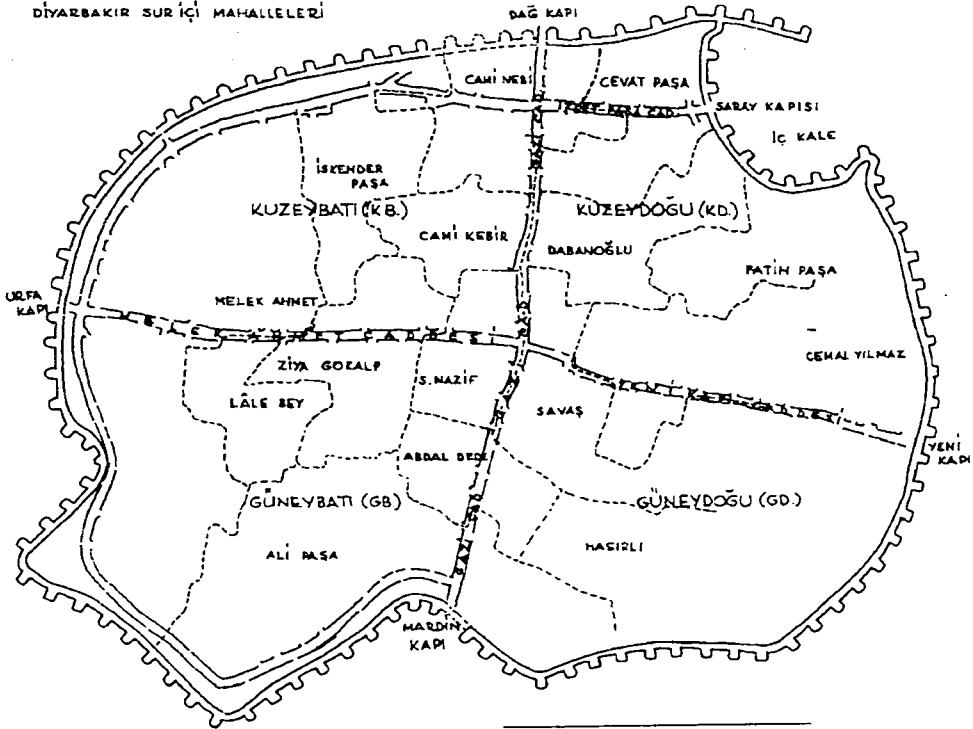 DİYARBAKIR SUR İÇİ MAHALLELERİ
DAĞ KAPI
CAMİ NEBİ
CEVAT PAŞA
SARAY KAPISI
İÇ KALE
İSKENDER
PAŞA
KUZEYBATI (KB.)
KUZEYDOĞU (KD.)
CAMİ KEBİR
DABANOĞLU
FATİH PAŞA
URFA
KAPI
MELEK AHMET
CEMAL YILMAZ
ZİYA GÖKALP
S. NAZİF
LÂLE BEY
SAVAŞ
YENİ
KAPI
ABDAL DEDE
GÜNEYBATI (GB)
GÜNEYDOĞU (GD.)
ALİ PAŞA
HASIRLI
GAZİ CAD
MARDİN
KAPI